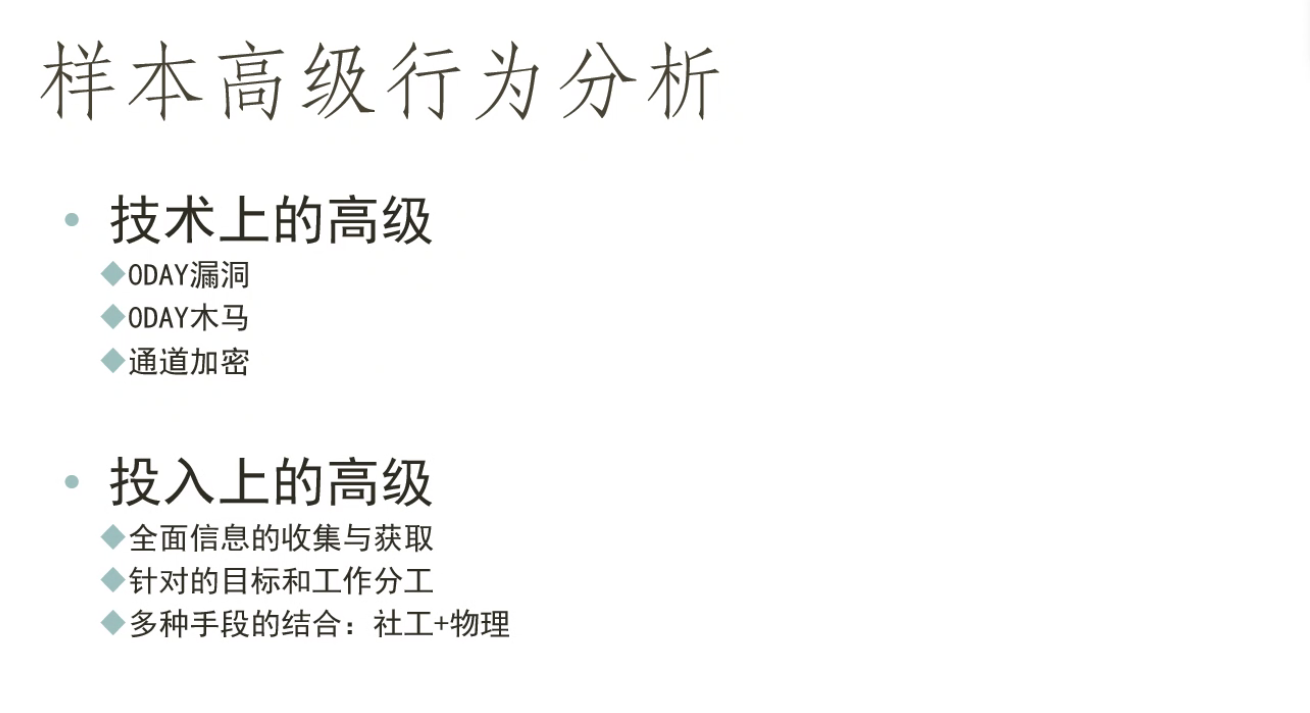 样本高级行为分析
• 技术上的高级
◆0DAY漏洞
◆0DAY木马
◆通道加密
• 投入上的高级
◆全面信息的收集与获取
◆针对的目标和工作分工
◆多种手段的结合：社工+物理